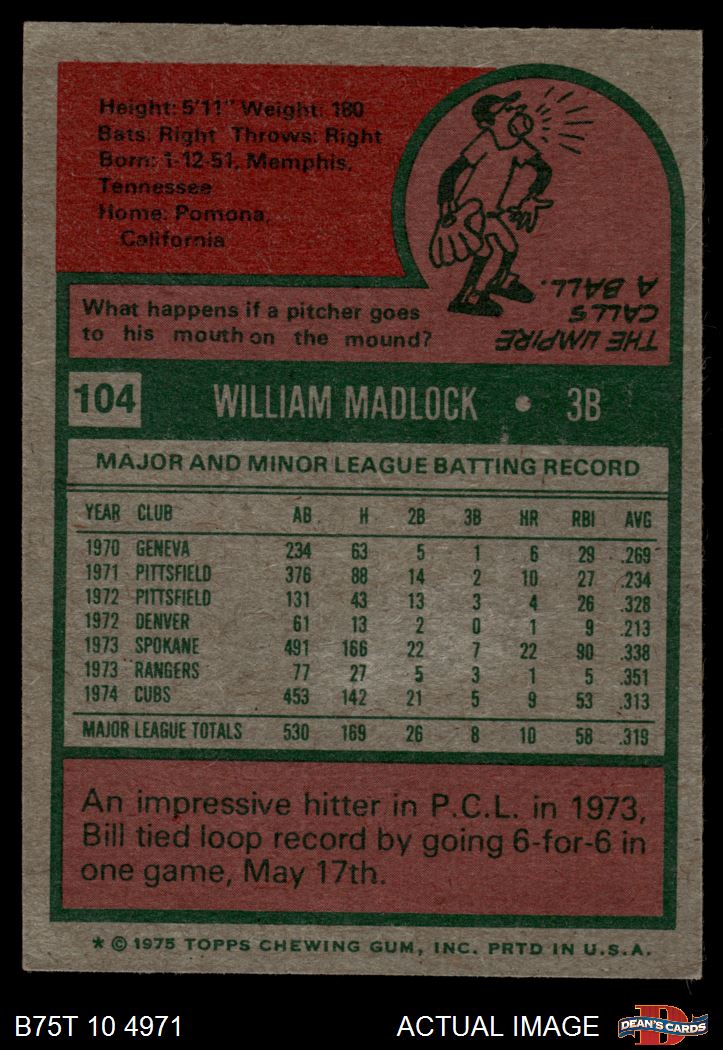 Height: 5'11" Weight: 180
Bats: Right Throws: Right
Born: 1-12-51, Memphis,
Tennessee
Home: Pomona,
California
What happens if a pitcher goes
to his mouth on the mound?
THE UMPIRE
CALLS
A BALL.
104 WILLIAM MADLOCK • 3B
MAJOR AND MINOR LEAGUE BATTING RECORD
YEAR CLUB AB H 2B 3B HR RBI AVG
1970 GENEVA 234 63 5 1 6 29 .269
1971 PITTSFIELD 376 88 14 2 10 27 .234
1972 PITTSFIELD 131 43 13 3 4 26 .328
1972 DENVER 61 13 2 0 1 9 .213
1973 SPOKANE 491 166 22 7 22 90 .338
1973 RANGERS 77 27 5 3 1 5 .351
1974 CUBS 453 142 21 5 9 53 .313
MAJOR LEAGUE TOTALS 530 169 26 8 10 58 .319
An impressive hitter in P.C.L. in 1973,
Bill tied loop record by going 6-for-6 in
one game, May 17th.
* © 1975 TOPPS CHEWING GUM, INC. PRTD IN U.S.A.
B75T 10 4971 ACTUAL IMAGE D DEAN'S CARDS